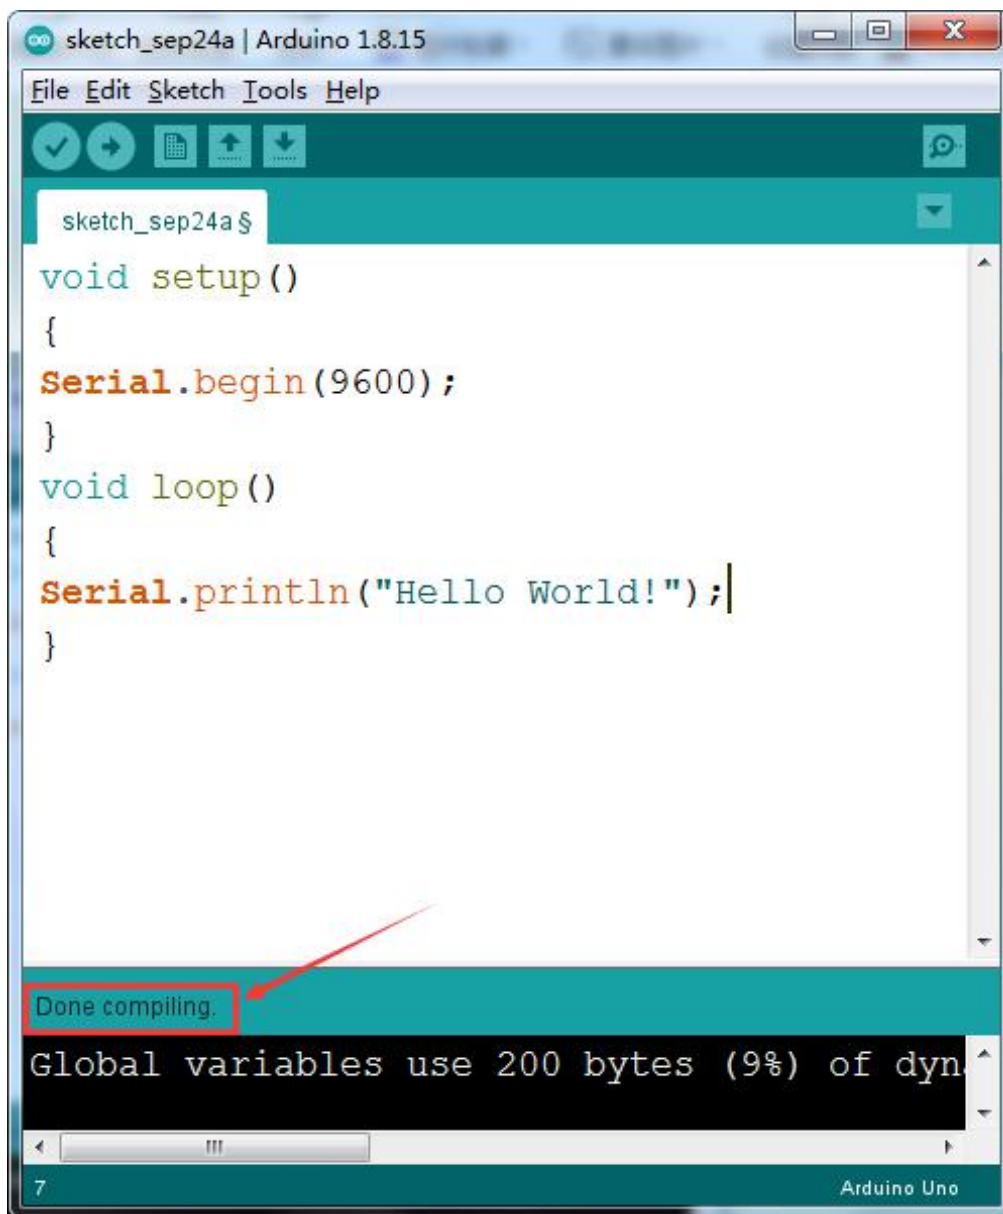 sketch_sep24a | Arduino 1.8.15
File Edit Sketch Tools Help
sketch_sep24a §
void setup()
{
Serial.begin(9600);
}
void loop()
{
Serial.println("Hello World!");
}
Done compiling.
Global variables use 200 bytes (9%) of dyn
7
Arduino Uno